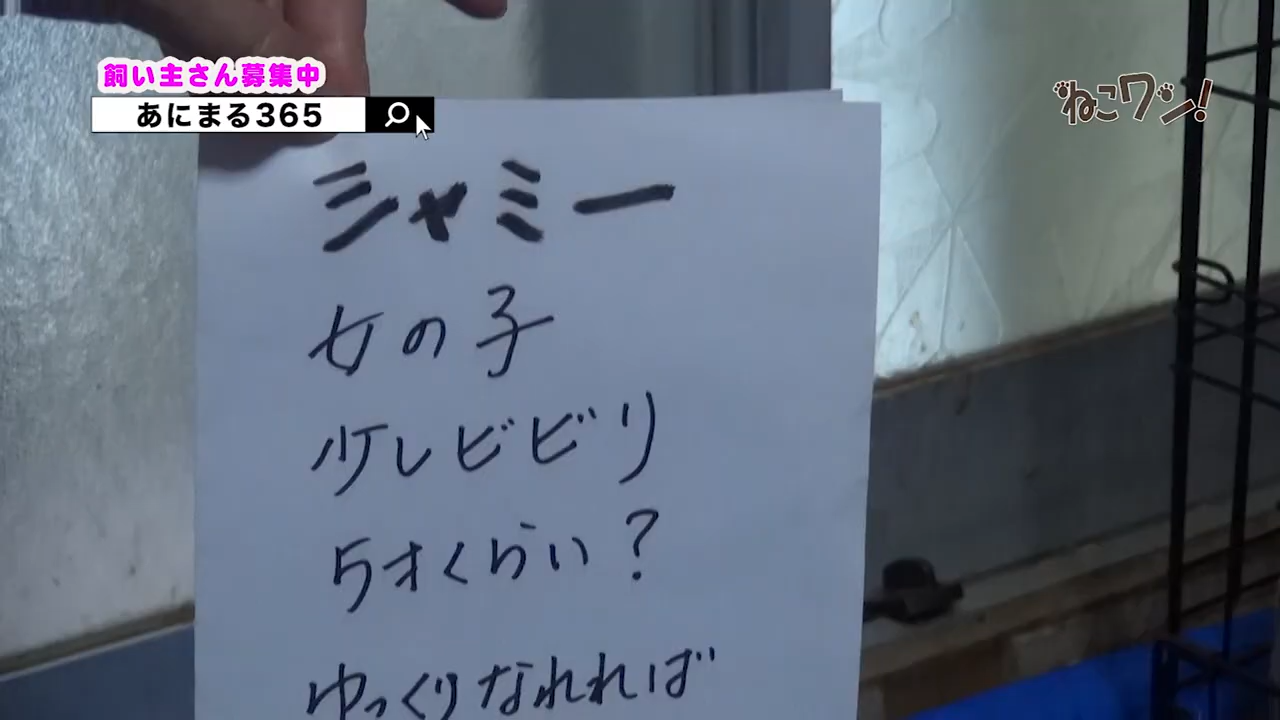 飼い主さん募集中
あにまる365
ねこワン!
シャミー
女の子
少しビビリ
5才くらい?
ゆっくりなれれば